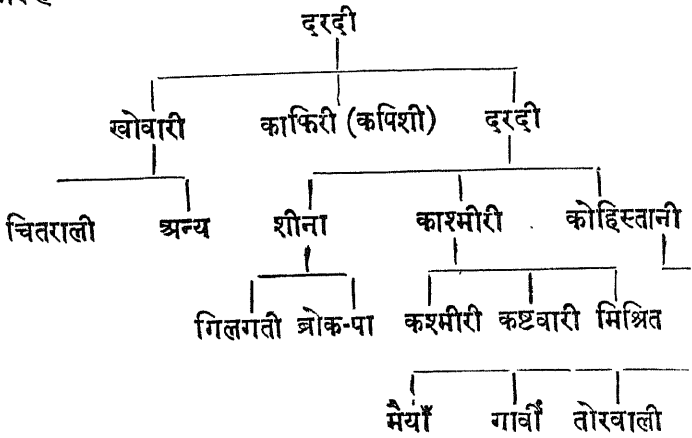 दरदी
खोवारी काफिरी (कपिशी) दरदी
चितराली अन्य शीना काश्मीरी कोहिस्तानी
गिलगती ब्रोक-पा कश्मीरी कष्टवारी मिश्रित
मैयाँ गार्वी तोरवाली